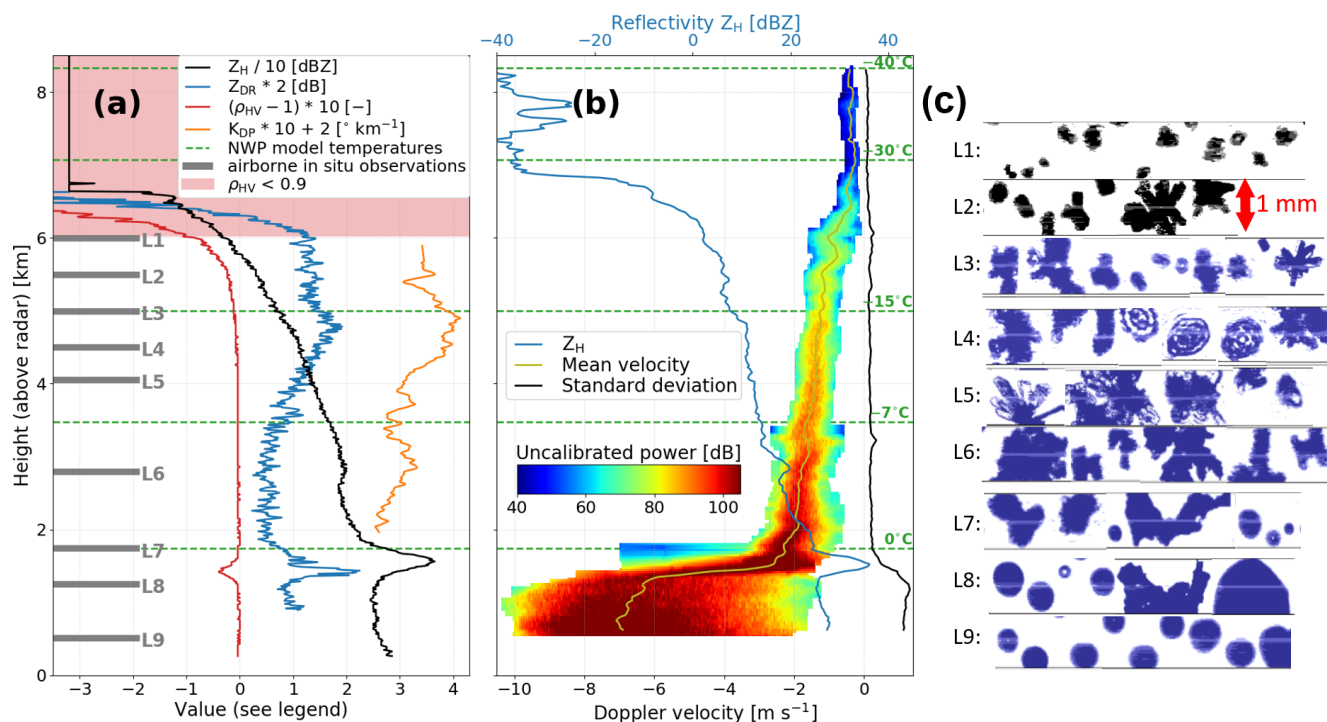 Reflectivity Z_H [dBZ]
−40 −20 0 20 40
(a)
Z_H / 10 [dBZ]
Z_DR * 2 [dB]
(ρ_HV − 1) * 10 [−]
K_DP * 10 + 2 [° km⁻¹]
NWP model temperatures
airborne in situ observations
ρ_HV < 0.9
L1
L2
L3
L4
L5
L6
L7
L8
L9
8
6
4
2
0
Height (above radar) [km]
−3 −2 −1 0 1 2 3 4
Value (see legend)
(b)
−40°C
−30°C
−15°C
−7°C
0°C
Z_H
Mean velocity
Standard deviation
Uncalibrated power [dB]
40 60 80 100
−10 −8 −6 −4 −2 0
Doppler velocity [m s⁻¹]
(c)
L1:
L2:
1 mm
L3:
L4:
L5:
L6:
L7:
L8:
L9: